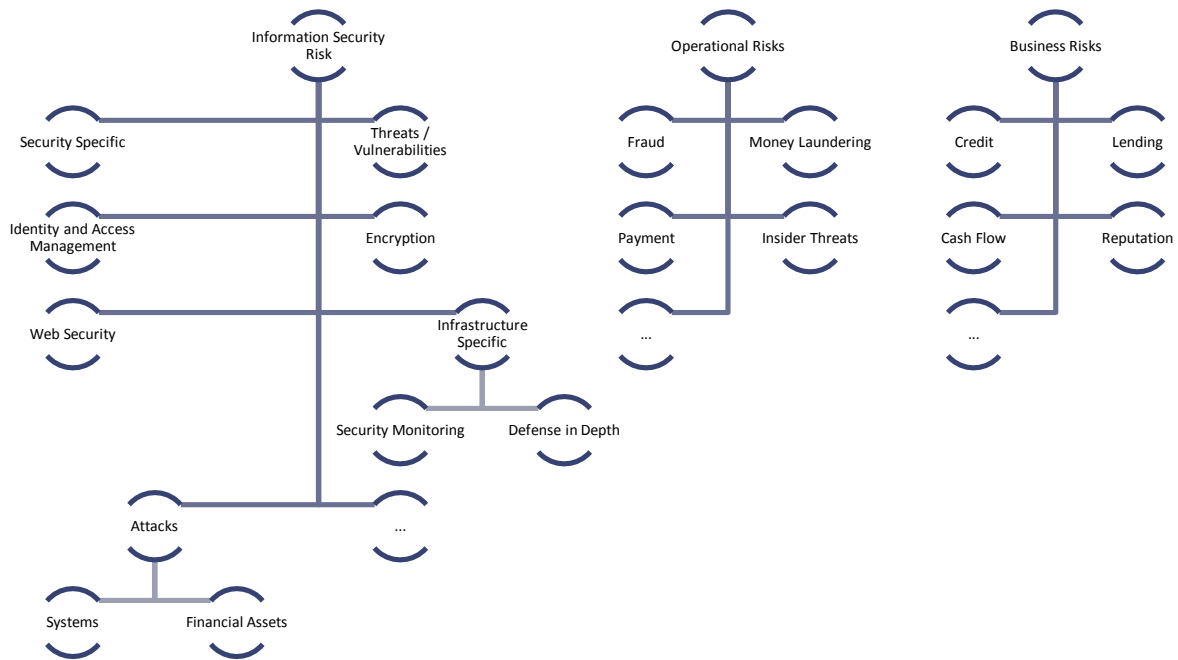 Information Security
Risk
Operational Risks
Business Risks
Security Specific
Threats /
Vulnerabilities
Fraud
Money Laundering
Credit
Lending
Identity and Access
Management
Encryption
Payment
Insider Threats
Cash Flow
Reputation
Web Security
Infrastructure
Specific
...
...
Security Monitoring
Defense in Depth
Attacks
...
Systems
Financial Assets